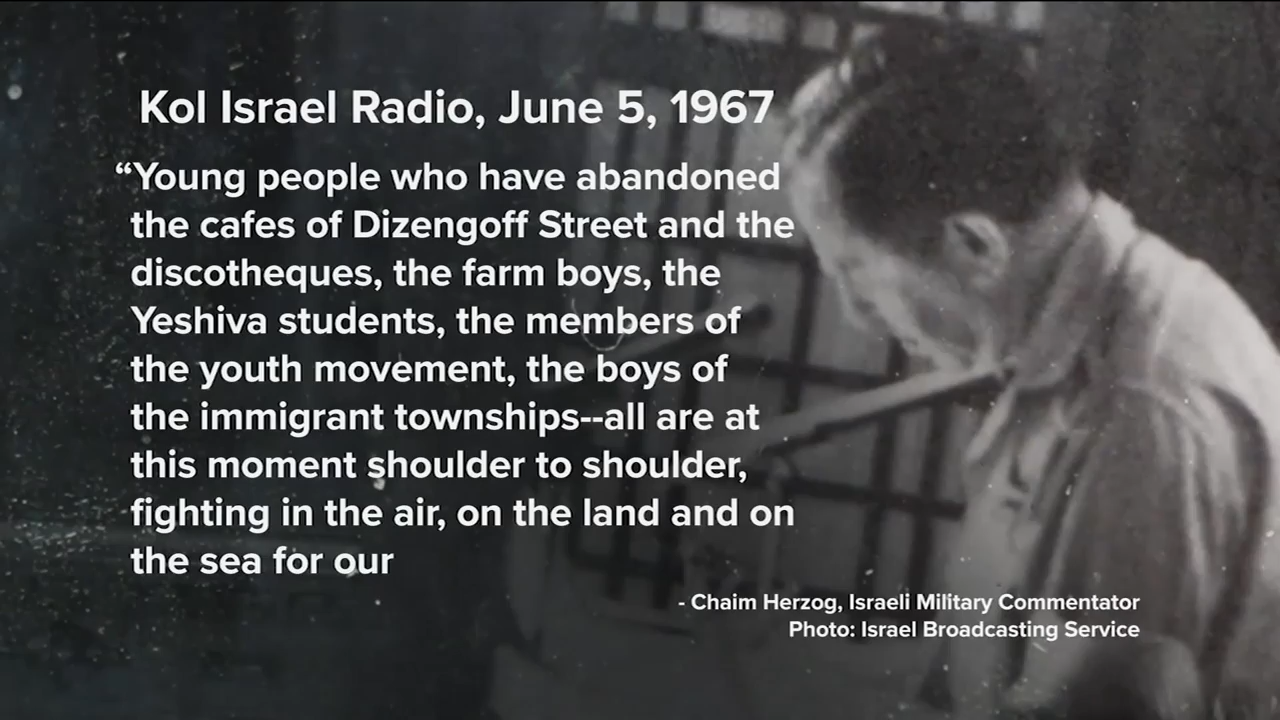 Kol Israel Radio, June 5, 1967
“Young people who have abandoned
the cafes of Dizengoff Street and the
discotheques, the farm boys, the
Yeshiva students, the members of
the youth movement, the boys of
the immigrant townships--all are at
this moment shoulder to shoulder,
fighting in the air, on the land and on
the sea for our
- Chaim Herzog, Israeli Military Commentator
Photo: Israel Broadcasting Service